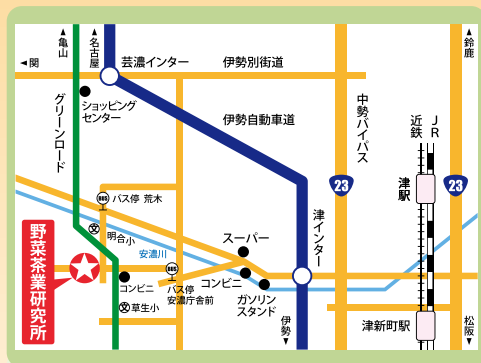 亀山
名古屋
鈴鹿
関
芸濃インター
伊勢別街道
ショッピング
センター
グリーンロード
伊勢自動車道
中勢バイパス
近鉄
JR
23
23
津駅
BUS
バス停 荒木
文
明合小
安濃川
スーパー
津インター
野菜茶業研究所
コンビニ
BUS
バス停
安濃庁舎前
コンビニ
ガソリン
スタンド
文
草生小
伊勢
津新町駅
松阪